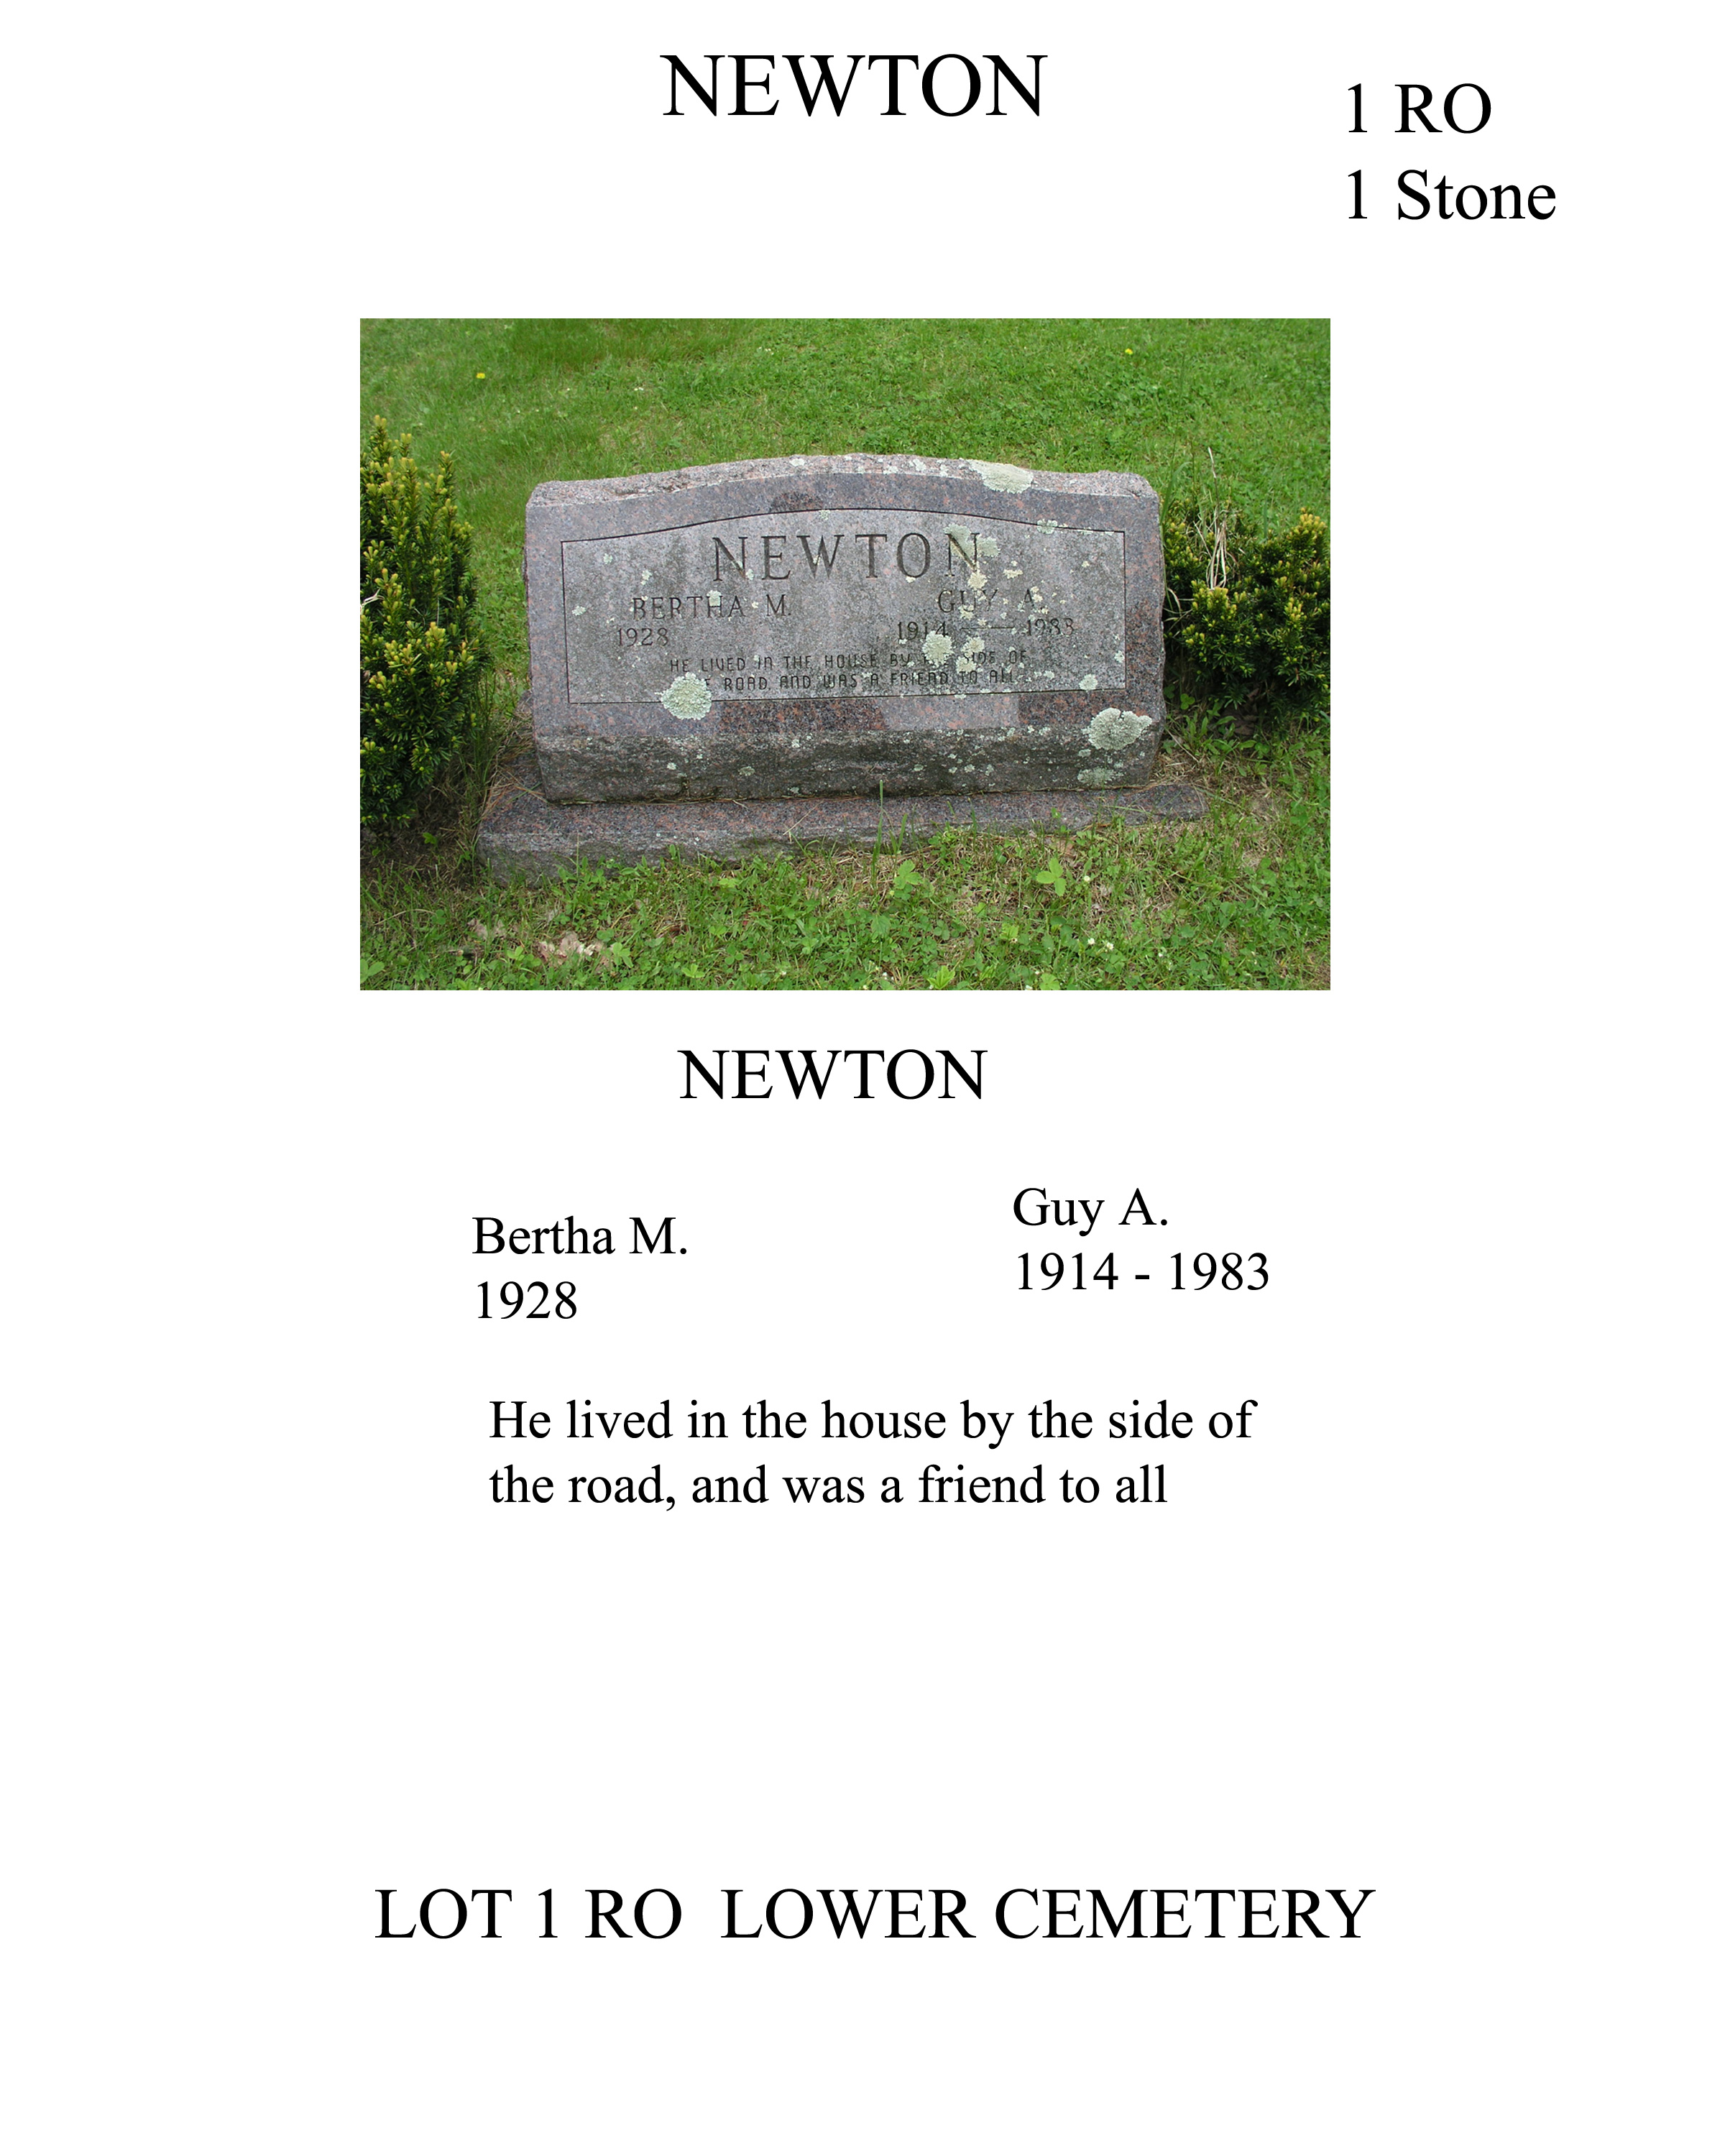 NEWTON
1 RO
1 Stone
NEWTON
BERTHA M. GUY A.
1928 1914 — 1983
HE LIVED IN THE HOUSE BY SIDE OF
ROAD, AND WAS A FRIEND TO ALL
NEWTON
Bertha M.
1928
Guy A.
1914 - 1983
He lived in the house by the side of
the road, and was a friend to all
LOT 1 RO LOWER CEMETERY